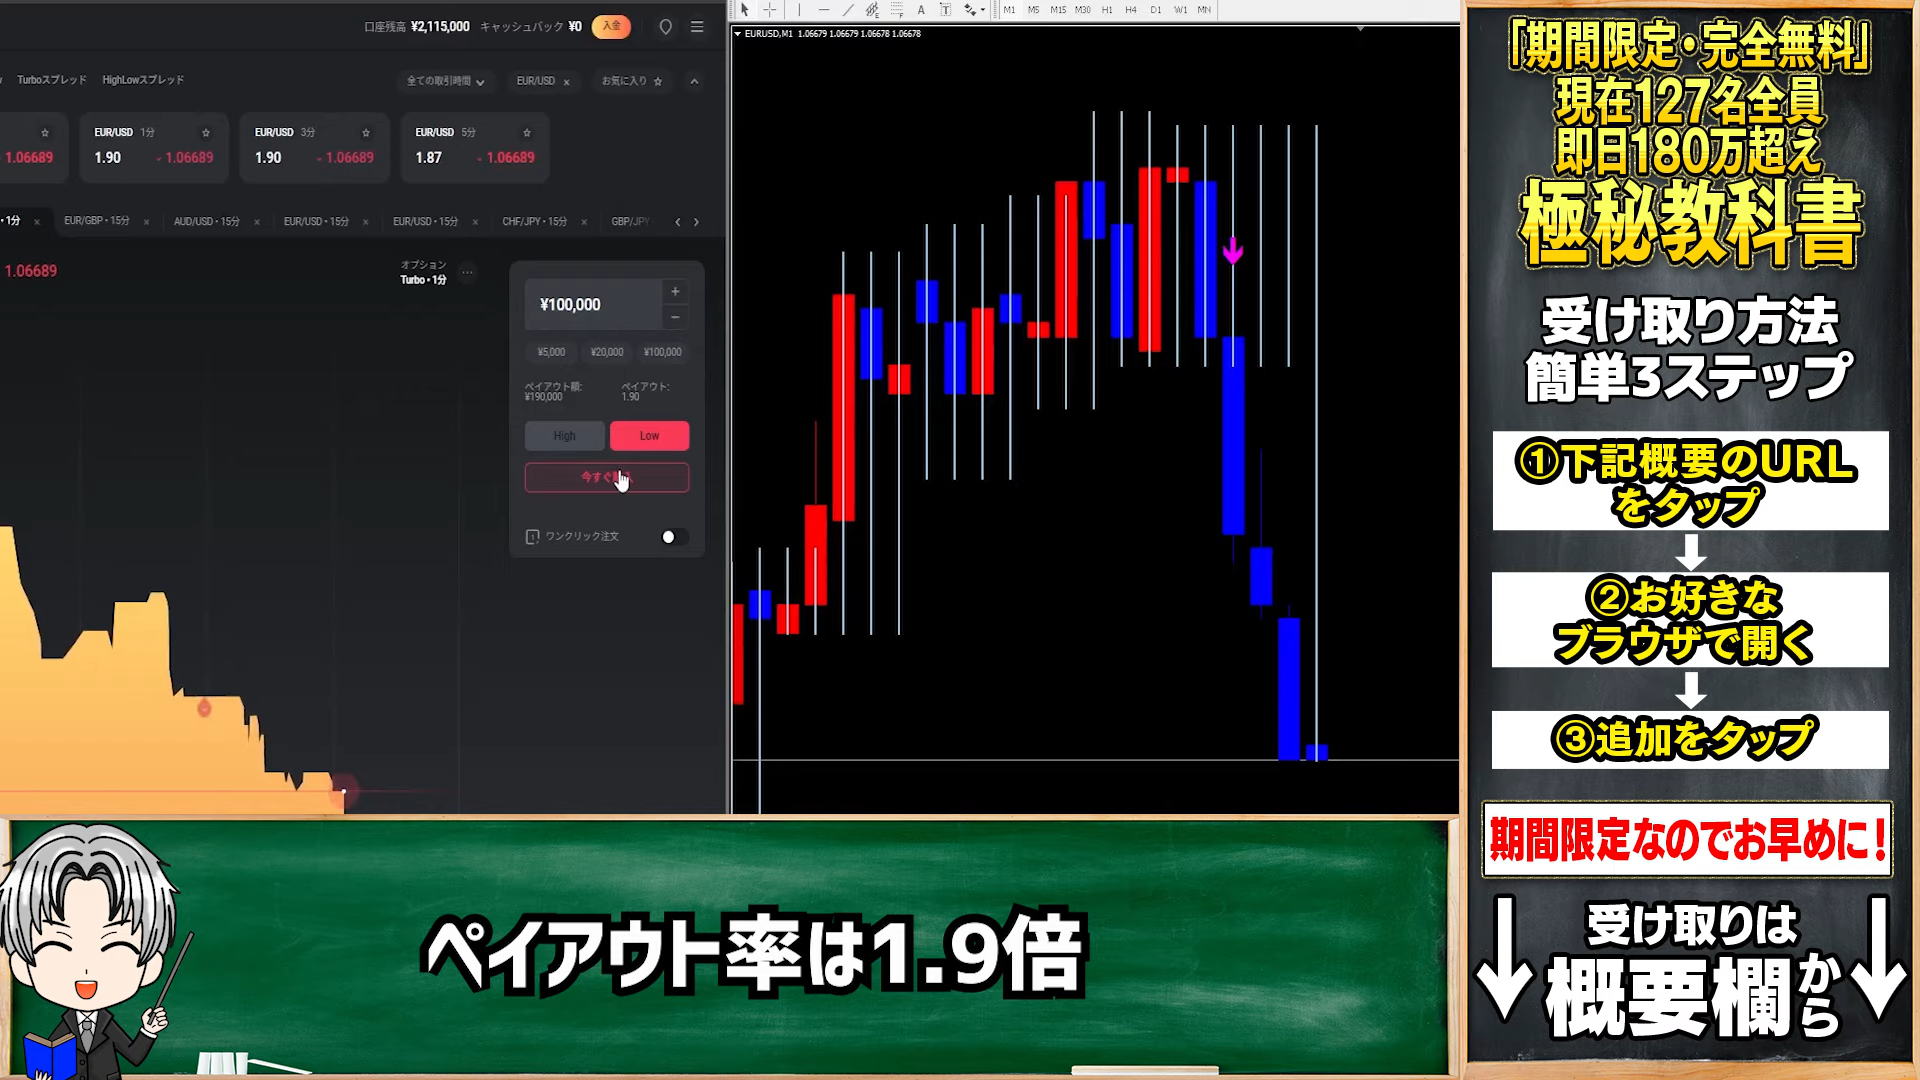 口座残高 ¥2,115,000 キャッシュバック ¥0 入金
Turboスプレッド HighLowスプレッド 全ての取引時間 EUR/USD × お気に入り ☆
1.06689
EUR/USD 1分 ☆
1.90 - 1.06689
EUR/USD 3分 ☆
1.90 - 1.06689
EUR/USD 5分 ☆
1.87 - 1.06689
・1分 × EUR/GBP・15分 × AUD/USD・15分 × EUR/USD・15分 × EUR/USD・15分 × CHF/JPY・15分 × GBP/JPY
1.06689
オプション
Turbo・1分
¥100,000
+
−
¥5,000 ¥20,000 ¥100,000
ペイアウト額:
¥190,000
ペイアウト:
1.90
High Low
今すぐ
ワンクリック注文
A T M1 M5 M15 M30 H1 H4 D1 W1 MN
EURUSD,M1 1.06679 1.06679 1.06678 1.06678
「期間限定・完全無料」
現在127名全員
即日180万超え
極秘教科書
受け取り方法
簡単3ステップ
①下記概要のURL
をタップ
②お好きな
ブラウザで開く
③追加をタップ
期間限定なのでお早めに！
受け取りは
概要欄から
ペイアウト率は1.9倍